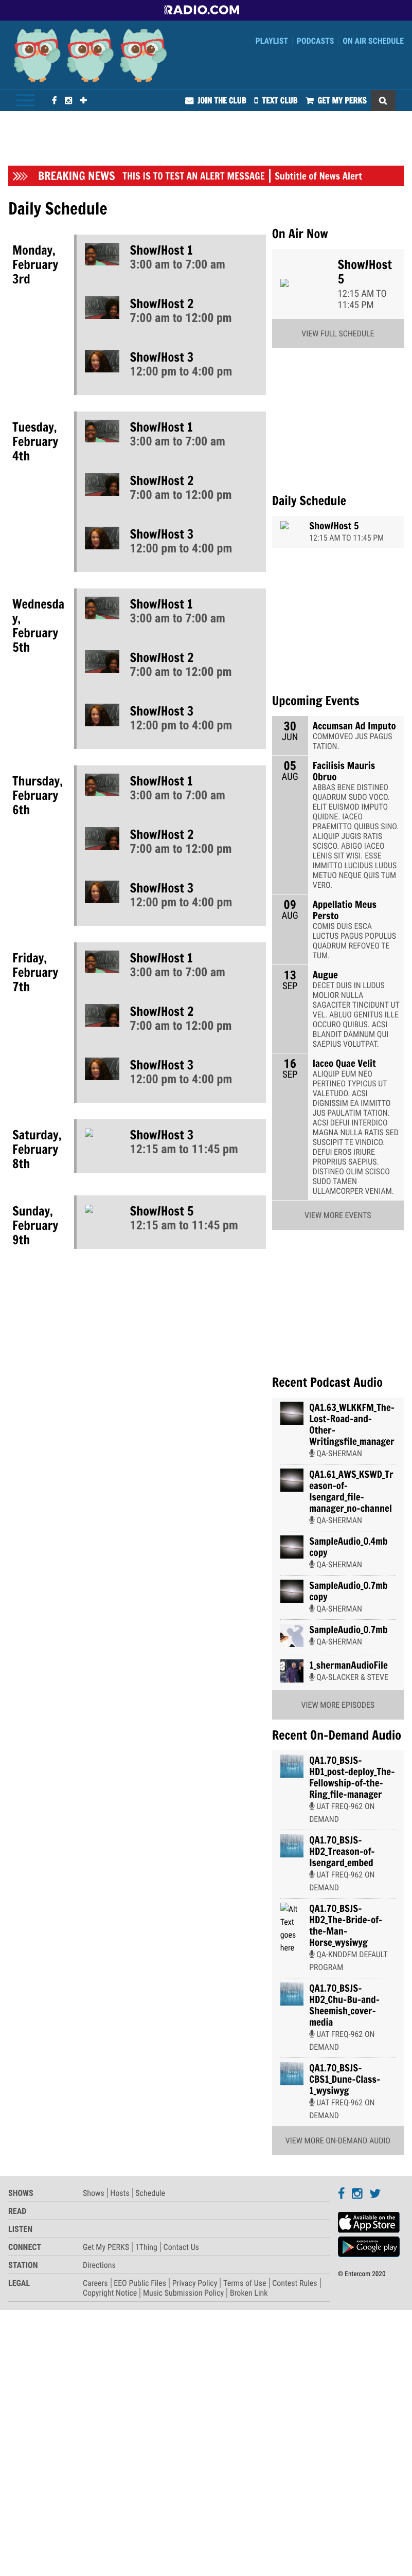 RADIO.COM
PLAYLIST PODCASTS ON AIR SCHEDULE
JOIN THE CLUB TEXT CLUB GET MY PERKS
BREAKING NEWS THIS IS TO TEST AN ALERT MESSAGE | Subtitle of News Alert
Daily Schedule
Monday,
February
3rd
Show/Host 1
3:00 am to 7:00 am
Show/Host 2
7:00 am to 12:00 pm
Show/Host 3
12:00 pm to 4:00 pm
Tuesday,
February
4th
Show/Host 1
3:00 am to 7:00 am
Show/Host 2
7:00 am to 12:00 pm
Show/Host 3
12:00 pm to 4:00 pm
Wednesda
y,
February
5th
Show/Host 1
3:00 am to 7:00 am
Show/Host 2
7:00 am to 12:00 pm
Show/Host 3
12:00 pm to 4:00 pm
Thursday,
February
6th
Show/Host 1
3:00 am to 7:00 am
Show/Host 2
7:00 am to 12:00 pm
Show/Host 3
12:00 pm to 4:00 pm
Friday,
February
7th
Show/Host 1
3:00 am to 7:00 am
Show/Host 2
7:00 am to 12:00 pm
Show/Host 3
12:00 pm to 4:00 pm
Saturday,
February
8th
Show/Host 3
12:15 am to 11:45 pm
Sunday,
February
9th
Show/Host 5
12:15 am to 11:45 pm
On Air Now
Show/Host
5
12:15 AM TO
11:45 PM
VIEW FULL SCHEDULE
Daily Schedule
Show/Host 5
12:15 AM TO 11:45 PM
Upcoming Events
30
JUN
Accumsan Ad Imputo
COMMOVEO JUS PAGUS
TATION.
05
AUG
Facilisis Mauris
Obruo
ABBAS BENE DISTINEO
QUADRUM SUDO VOCO.
ELIT EUISMOD IMPUTO
QUIDNE. IACEO
PRAEMITTO QUIBUS SINO.
ALIQUIP JUGIS RATIS
SCISCO. ABIGO IACEO
LENIS SIT WISI. ESSE
IMMITTO LUCIDUS LUDUS
METUO NEQUE QUIS TUM
VERO.
09
AUG
Appellatio Meus
Persto
COMIS DUIS ESCA
LUCTUS PAGUS POPULUS
QUADRUM REFOVEO TE
TUM.
13
SEP
Augue
DECET DUIS IN LUDUS
MOLIOR NULLA
SAGACITER TINCIDUNT UT
VEL. ABLUO GENITUS ILLE
OCCURO QUIBUS. ACSI
BLANDIT DAMNUM QUI
SAEPIUS VOLUTPAT.
16
SEP
Iaceo Quae Velit
ALIQUIP EUM NEO
PERTINEO TYPICUS UT
VALETUDO. ACSI
DIGNISSIM EA IMMITTO
JUS PAULATIM TATION.
ACSI DEFUI INTERDICO
MAGNA NULLA RATIS SED
SUSCIPIT TE VINDICO.
DEFUI EROS IRIURE
PROPRIUS SAEPIUS.
DISTINEO OLIM SCISCO
SUDO TAMEN
ULLAMCORPER VENIAM.
VIEW MORE EVENTS
Recent Podcast Audio
QA1.63_WLKKFM_The-
Lost-Road-and-
Other-
Writingsfile_manager
QA-SHERMAN
QA1.61_AWS_KSWD_Tr
eason-of-
Isengard_file-
manager_no-channel
QA-SHERMAN
SampleAudio_0.4mb
copy
QA-SHERMAN
SampleAudio_0.7mb
copy
QA-SHERMAN
SampleAudio_0.7mb
QA-SHERMAN
1_shermanAudioFile
QA-SLACKER & STEVE
VIEW MORE EPISODES
Recent On-Demand Audio
QA1.70_BSJS-
HD1_post-deploy_The-
Fellowship-of-the-
Ring_file-manager
UAT FREQ-962 ON
DEMAND
QA1.70_BSJS-
HD2_Treason-of-
Isengard_embed
UAT FREQ-962 ON
DEMAND
Alt
Text
goes
here
QA1.70_BSJS-
HD2_The-Bride-of-
the-Man-
Horse_wysiwyg
QA-KNDDFM DEFAULT
PROGRAM
QA1.70_BSJS-
HD2_Chu-Bu-and-
Sheemish_cover-
media
UAT FREQ-962 ON
DEMAND
QA1.70_BSJS-
CBS1_Dune-Class-
1_wysiwyg
UAT FREQ-962 ON
DEMAND
VIEW MORE ON-DEMAND AUDIO
SHOWS Shows | Hosts | Schedule
READ
LISTEN
CONNECT Get My PERKS | 1Thing | Contact Us
STATION Directions
LEGAL Careers | EEO Public Files | Privacy Policy | Terms of Use | Contest Rules |
Copyright Notice | Music Submission Policy | Broken Link
Available on the
App Store
ANDROID APP ON
Google play
© Entercom 2020